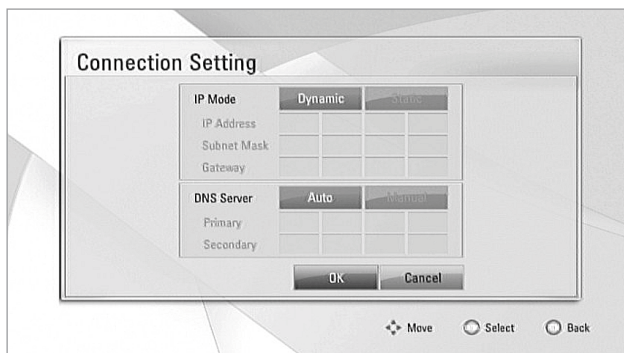 Connection Setting
IP Mode Dynamic Static
IP Address
Subnet Mask
Gateway
DNS Server Auto Manual
Primary
Secondary
OK Cancel
Move Select Back